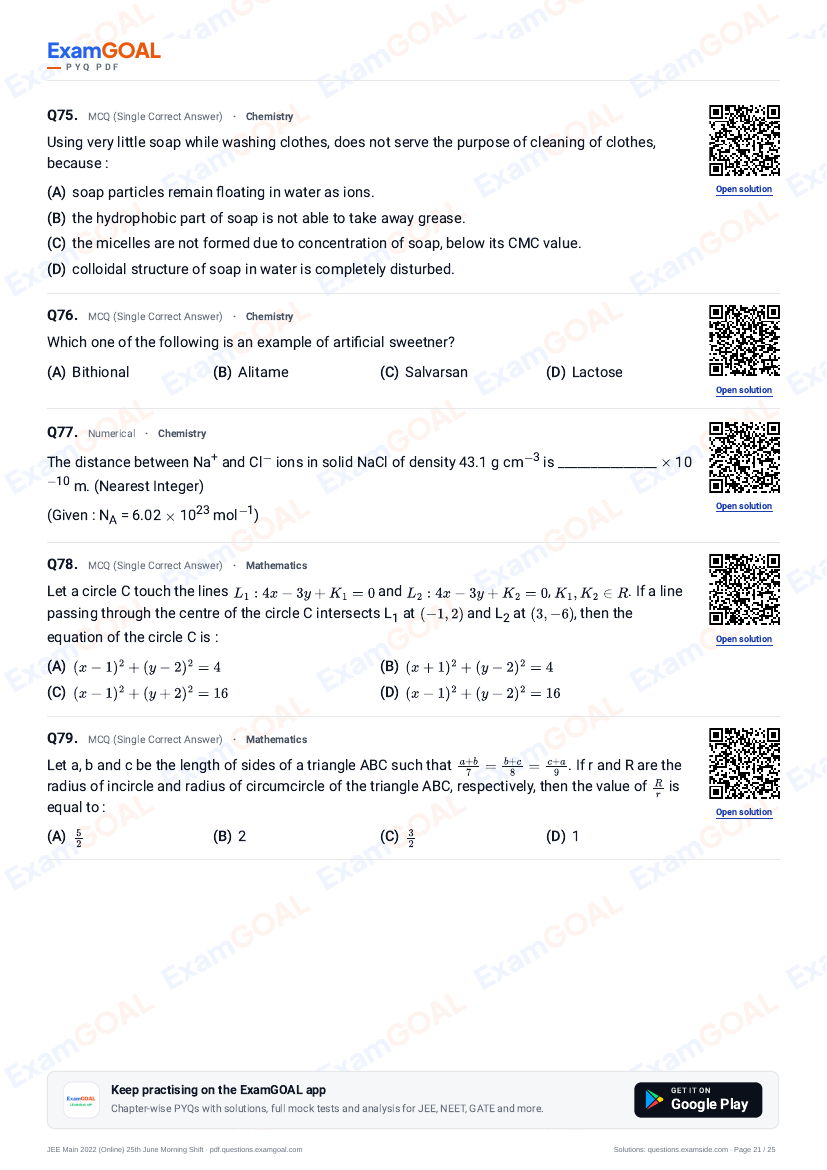 ExamGOAL
PYQ PDF
Q75. MCQ (Single Correct Answer) · Chemistry
Using very little soap while washing clothes, does not serve the purpose of cleaning of clothes,
because :
(A) soap particles remain floating in water as ions.
(B) the hydrophobic part of soap is not able to take away grease.
(C) the micelles are not formed due to concentration of soap, below its CMC value.
(D) colloidal structure of soap in water is completely disturbed.
Open solution
Q76. MCQ (Single Correct Answer) · Chemistry
Which one of the following is an example of artificial sweetner?
(A) Bithional (B) Alitame (C) Salvarsan (D) Lactose
Open solution
Q77. Numerical · Chemistry
The distance between Na⁺ and Cl⁻ ions in solid NaCl of density 43.1 g cm⁻³ is ______________ × 10
⁻¹⁰ m. (Nearest Integer)
(Given : N_A = 6.02 × 10²³ mol⁻¹)
Open solution
Q78. MCQ (Single Correct Answer) · Mathematics
Let a circle C touch the lines L₁ : 4x − 3y + K₁ = 0 and L₂ : 4x − 3y + K₂ = 0, K₁, K₂ ∈ R. If a line
passing through the centre of the circle C intersects L₁ at (−1, 2) and L₂ at (3, −6), then the
equation of the circle C is :
(A) (x − 1)² + (y − 2)² = 4 (B) (x + 1)² + (y − 2)² = 4
(C) (x − 1)² + (y + 2)² = 16 (D) (x − 1)² + (y − 2)² = 16
Open solution
Q79. MCQ (Single Correct Answer) · Mathematics
Let a, b and c be the length of sides of a triangle ABC such that (a+b)/7 = (b+c)/8 = (c+a)/9. If r and R are the
radius of incircle and radius of circumcircle of the triangle ABC, respectively, then the value of R/r is
equal to :
(A) 5/2 (B) 2 (C) 3/2 (D) 1
Open solution
Keep practising on the ExamGOAL app
Chapter-wise PYQs with solutions, full mock tests and analysis for JEE, NEET, GATE and more.
GET IT ON
Google Play
JEE Main 2022 (Online) 25th June Morning Shift · pdf.questions.examgoal.com Solutions: questions.examside.com · Page 21 / 25